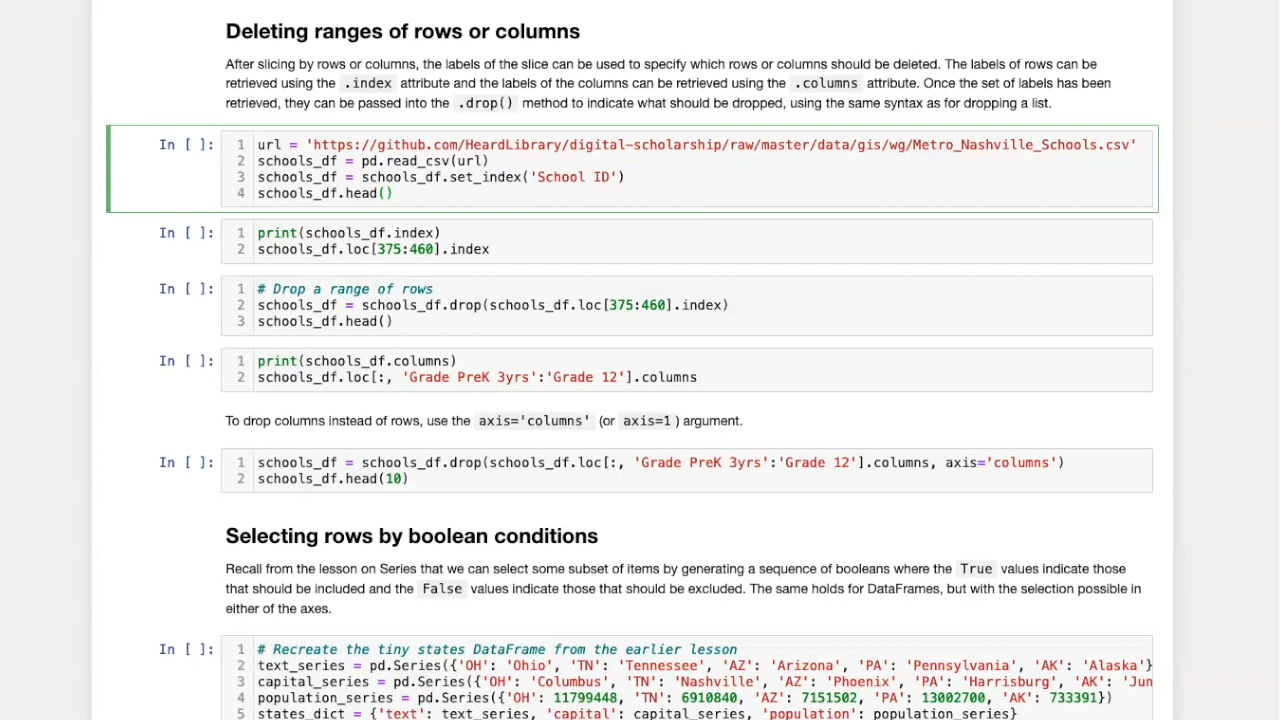 Deleting ranges of rows or columns
After slicing by rows or columns, the labels of the slice can be used to specify which rows or columns should be deleted. The labels of rows can be
retrieved using the .index attribute and the labels of the columns can be retrieved using the .columns attribute. Once the set of labels has been
retrieved, they can be passed into the .drop() method to indicate what should be dropped, using the same syntax as for dropping a list.
In [ ]: 1 url = 'https://github.com/HeardLibrary/digital-scholarship/raw/master/data/gis/wg/Metro_Nashville_Schools.csv'
2 schools_df = pd.read_csv(url)
3 schools_df = schools_df.set_index('School ID')
4 schools_df.head()
In [ ]: 1 print(schools_df.index)
2 schools_df.loc[375:460].index
In [ ]: 1 # Drop a range of rows
2 schools_df = schools_df.drop(schools_df.loc[375:460].index)
3 schools_df.head()
In [ ]: 1 print(schools_df.columns)
2 schools_df.loc[:, 'Grade PreK 3yrs':'Grade 12'].columns
To drop columns instead of rows, use the axis='columns' (or axis=1 ) argument.
In [ ]: 1 schools_df = schools_df.drop(schools_df.loc[:, 'Grade PreK 3yrs':'Grade 12'].columns, axis='columns')
2 schools_df.head(10)
Selecting rows by boolean conditions
Recall from the lesson on Series that we can select some subset of items by generating a sequence of booleans where the True values indicate those
that should be included and the False values indicate those that should be excluded. The same holds for DataFrames, but with the selection possible in
either of the axes.
In [ ]: 1 # Recreate the tiny states DataFrame from the earlier lesson
2 text_series = pd.Series({'OH': 'Ohio', 'TN': 'Tennessee', 'AZ': 'Arizona', 'PA': 'Pennsylvania', 'AK': 'Alaska'}
3 capital_series = pd.Series({'OH': 'Columbus', 'TN': 'Nashville', 'AZ': 'Phoenix', 'PA': 'Harrisburg', 'AK': 'Jun
4 population_series = pd.Series({'OH': 11799448, 'TN': 6910840, 'AZ': 7151502, 'PA': 13002700, 'AK': 733391})
5 states_dict = {'text': text_series, 'capital': capital_series, 'population': population_series}